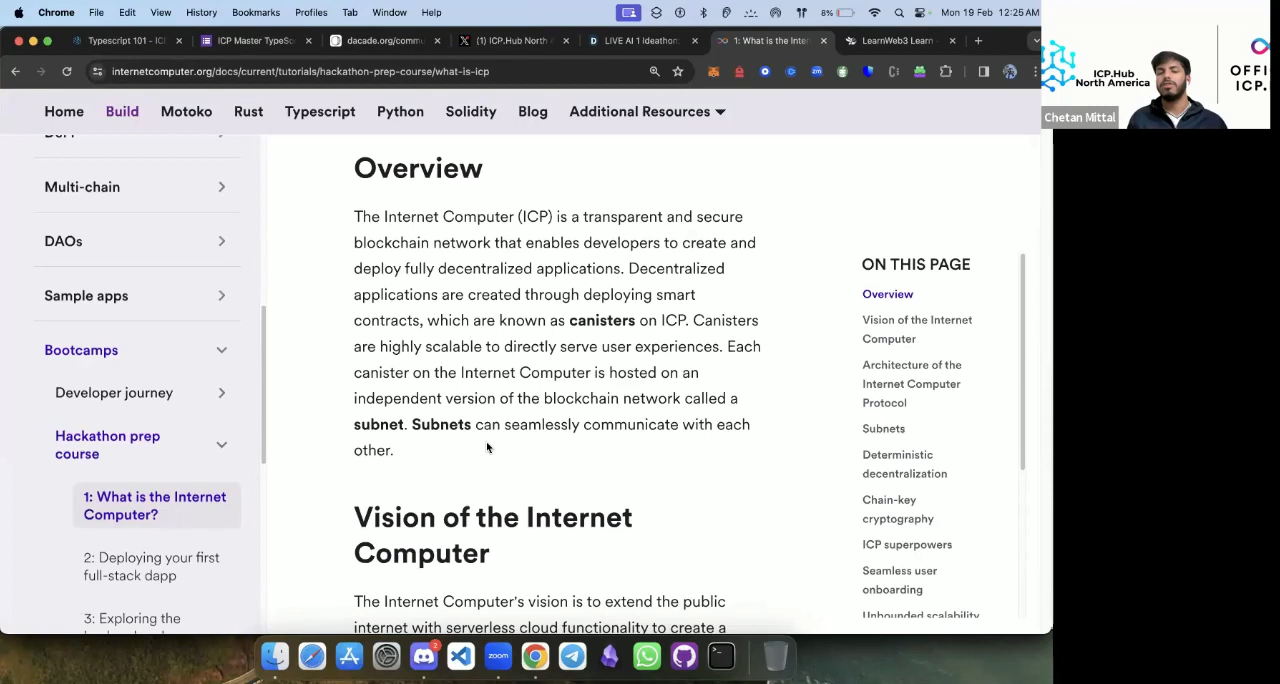 Chrome File Edit View History Bookmarks Profiles Tab Window Help 8% Mon 19 Feb 12:25 AM
Typescript 101 - ICI
ICP Master TypeSc
dacade.org/comm
(1) ICP.Hub North
LIVE AI 1 Ideathon:
1: What is the Inter
LearnWeb3 Learn -
internetcomputer.org/docs/current/tutorials/hackathon-prep-course/what-is-icp
Home Build Motoko Rust Typescript Python Solidity Blog Additional Resources
Multi-chain
DAOs
Sample apps
Bootcamps
Developer journey
Hackathon prep
course
1: What is the Internet
Computer?
2: Deploying your first
full-stack dapp
3: Exploring the
Overview
The Internet Computer (ICP) is a transparent and secure
blockchain network that enables developers to create and
deploy fully decentralized applications. Decentralized
applications are created through deploying smart
contracts, which are known as canisters on ICP. Canisters
are highly scalable to directly serve user experiences. Each
canister on the Internet Computer is hosted on an
independent version of the blockchain network called a
subnet. Subnets can seamlessly communicate with each
other.
Vision of the Internet
Computer
The Internet Computer's vision is to extend the public
internet with serverless cloud functionality to create a
ON THIS PAGE
Overview
Vision of the Internet
Computer
Architecture of the
Internet Computer
Protocol
Subnets
Deterministic
decentralization
Chain-key
cryptography
ICP superpowers
Seamless user
onboarding
Unbounded scalability
ICP.Hub
North America
OFFI
ICP.
Chetan Mittal
2
zoom